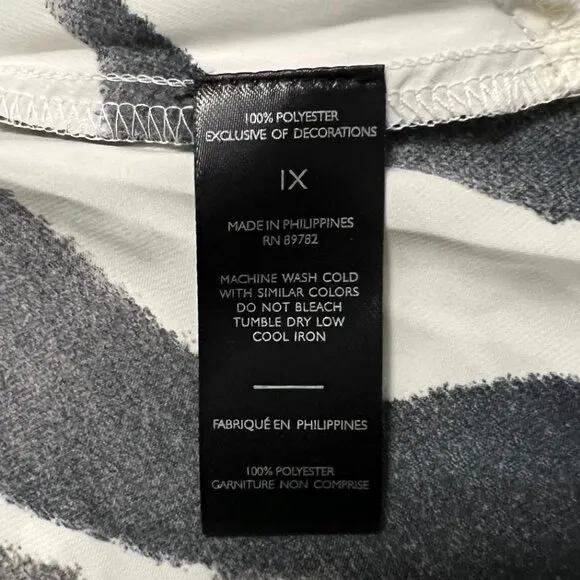 100% POLYESTER
EXCLUSIVE OF DECORATIONS
IX
MADE IN PHILIPPINES
RN 89782
MACHINE WASH COLD
WITH SIMILAR COLORS
DO NOT BLEACH
TUMBLE DRY LOW
COOL IRON
FABRIQUÉ EN PHILIPPINES
100% POLYESTER
GARNITURE NON COMPRISE